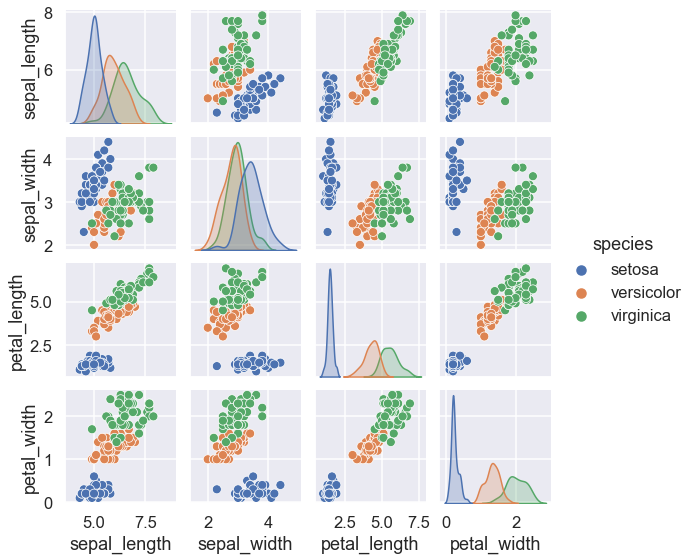 sepal_length
8
6
sepal_width
4
3
2
species
setosa
versicolor
virginica
petal_length
5.0
2.5
petal_width
2
1
0
5.0 7.5 2 4 2.5 5.0 7.5 0 2
sepal_length sepal_width petal_length petal_width